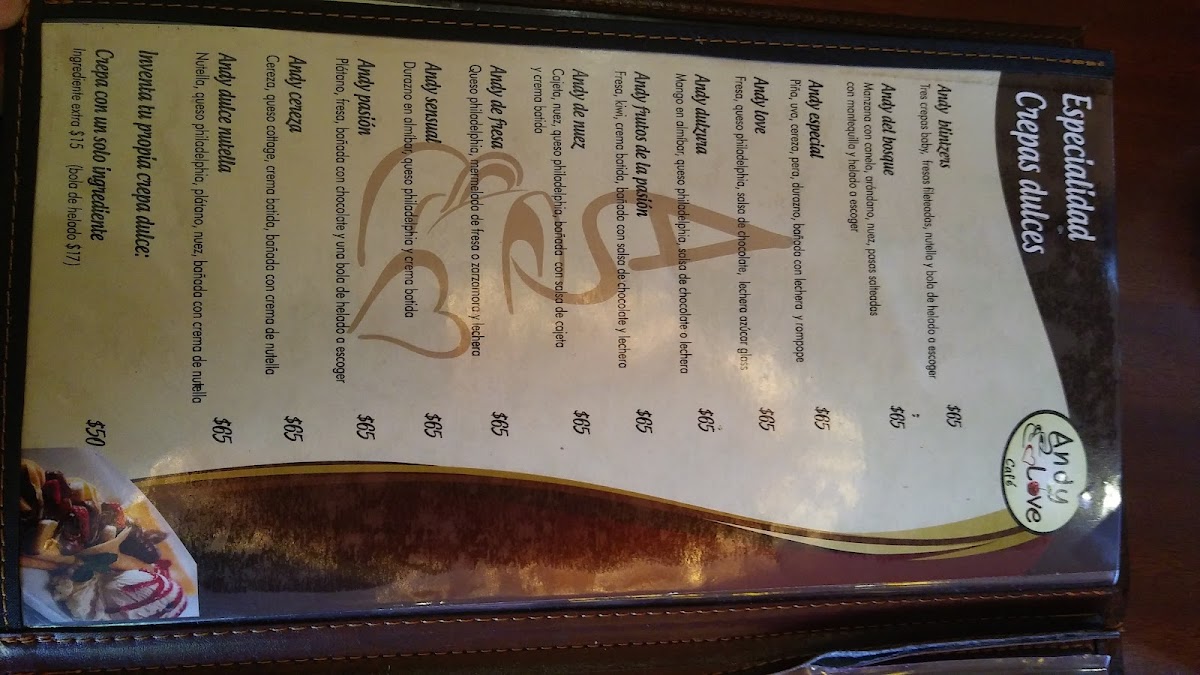 Especialidad
Crepas dulces
Andy Love
Café
Andy blintzers $65
Tres crepas baby, fresas fileteadas, nutella y bola de helado a escoger
Andy del bosque $65
Manzana con canela, arándano, nuez, pasas salteadas
con mantequilla y helado a escoger
Andy especial $65
Piña, uva, cereza, pera, durazno, bañada con lechera y rompope
Andy love $65
Fresa, queso philadelphia, salsa de chocolate, lechera azúcar glass
Andy dulzura $65
Mango en almíbar, queso philadelphia, salsa de chocolate o lechera
Andy frutos de la pasión $65
Fresa, kiwi, crema batida, bañada con salsa de chocolate y lechera
Andy de nuez $65
Cajeta, nuez, queso philadelphia, bañada con salsa de cajeta
y crema batida
Andy de fresa $65
Queso philadelphia, mermelada de fresa o zarzamora y lechera
Andy sensual $65
Durazno en almíbar, queso philadelphia y crema batida
Andy pasión $65
Plátano, fresa, bañada con chocolate y una bola de helado a escoger
Andy cereza $65
Cereza, queso cottage, crema batida, bañada con crema de nutella
Andy dulce nutella $65
Nutella, queso philadelphia, plátano, nuez, bañada con crema de nutella
Inventa tu propia crepa dulce:
Crepa con un solo ingrediente $50
Ingrediente extra $15 (bola de helado $17)